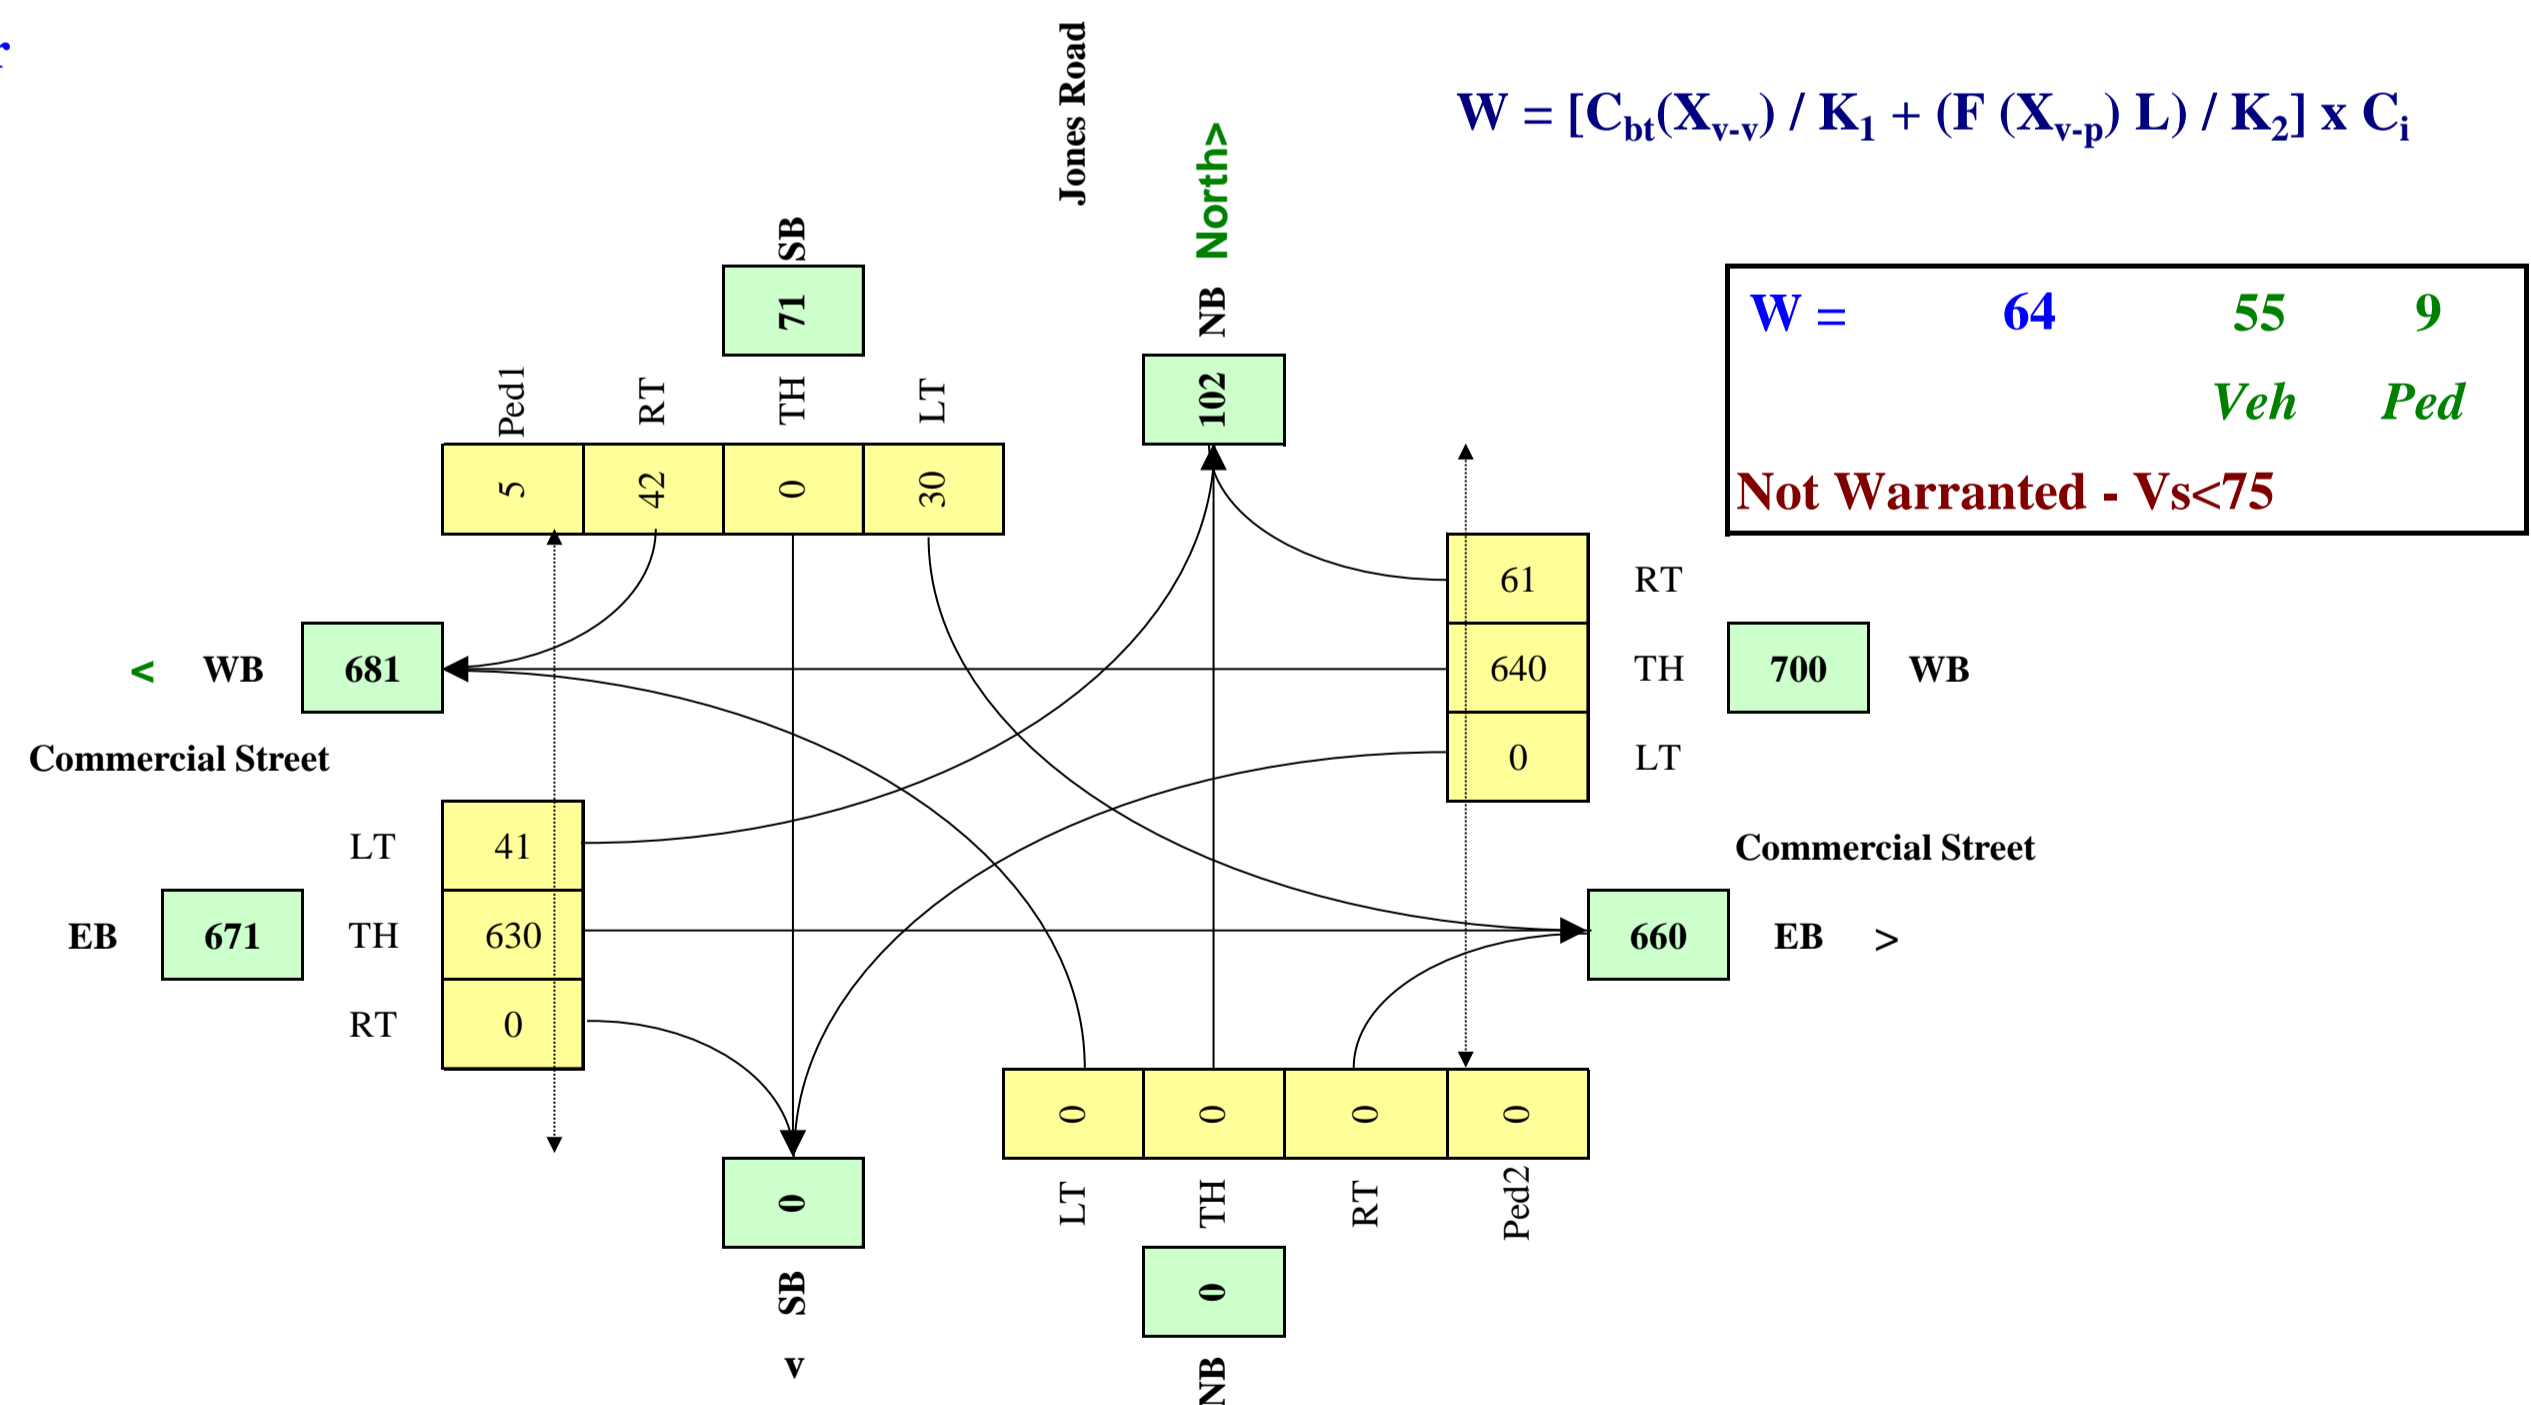 r
Jones Road
W = [Cbt(Xv-v) / K1 + (F (Xv-p) L) / K2] x Ci
North>
SB
71
NB
102
W = 64 55 9
Veh Ped
Not Warranted - Vs<75
Ped1 RT TH LT
5 42 0 30
61 RT
< WB 681
640 TH 700 WB
Commercial Street
0 LT
LT 41
Commercial Street
EB 671 TH 630
660 EB >
RT 0
0 0 0 0
LT TH RT Ped2
0
SB
v
0
NB